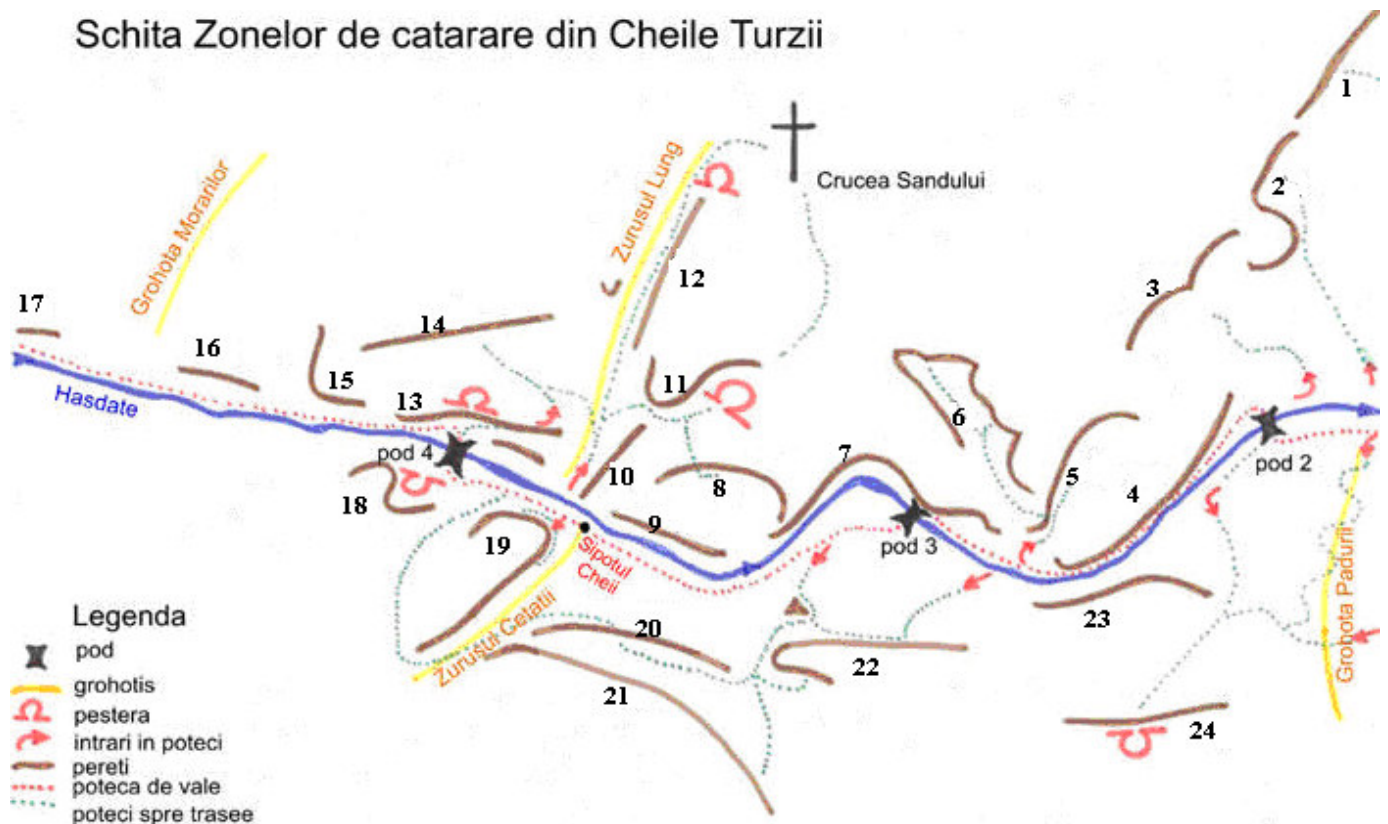 Schita Zonelor de catarare din Cheile Turzii
1
Crucea Sandului
2
Grohota Morarilor
Zurusul Lung
12
3
17
14
16
15
11
Hasdate
13
6
pod 4
10
7
5
pod 2
8
4
18
9
19
pod 3
Sipotul
Cheii
23
Zurusul Cetatii
20
22
Grohota Padurii
21
24
Legenda
pod
grohotis
pestera
intrari in poteci
pereti
poteca de vale
poteci spre trasee